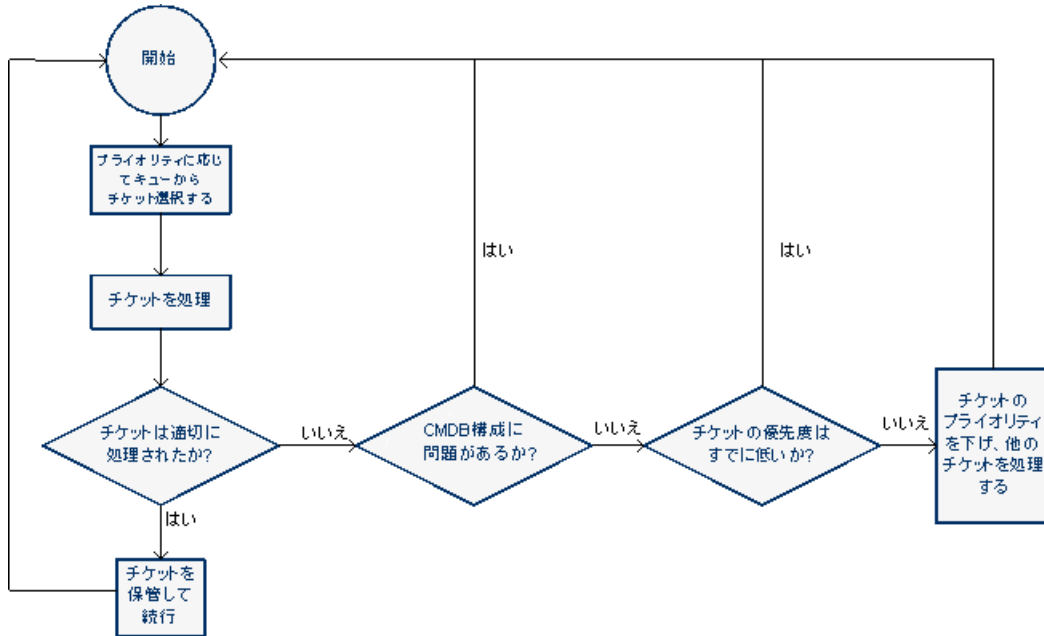 開始
プライオリティに応じ
てキューから
チケット選択する
はい
はい
チケットを処理
チケットは適切に
処理されたか?
いいえ
CMDB構成に
問題があるか?
いいえ
チケットの優先度は
すでに低いか?
いいえ
チケットの
プライオリティ
を下げ、他の
チケットを処理
する
はい
チケットを
保管して
続行